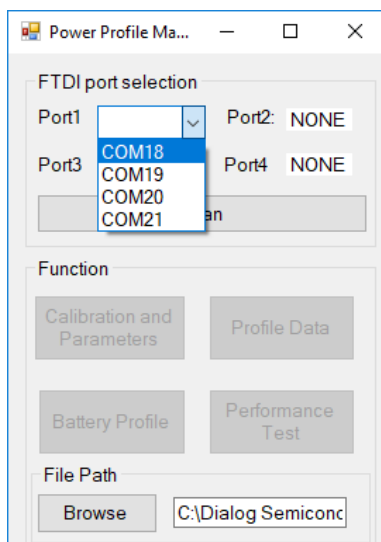 Power Profile Ma...
FTDI port selection
Port1
Port2: NONE
COM18
COM19
COM20
COM21
Port3
Port4 NONE
an
Function
Calibration and
Parameters
Profile Data
Battery Profile
Performance
Test
File Path
Browse
C:\Dialog Semicond